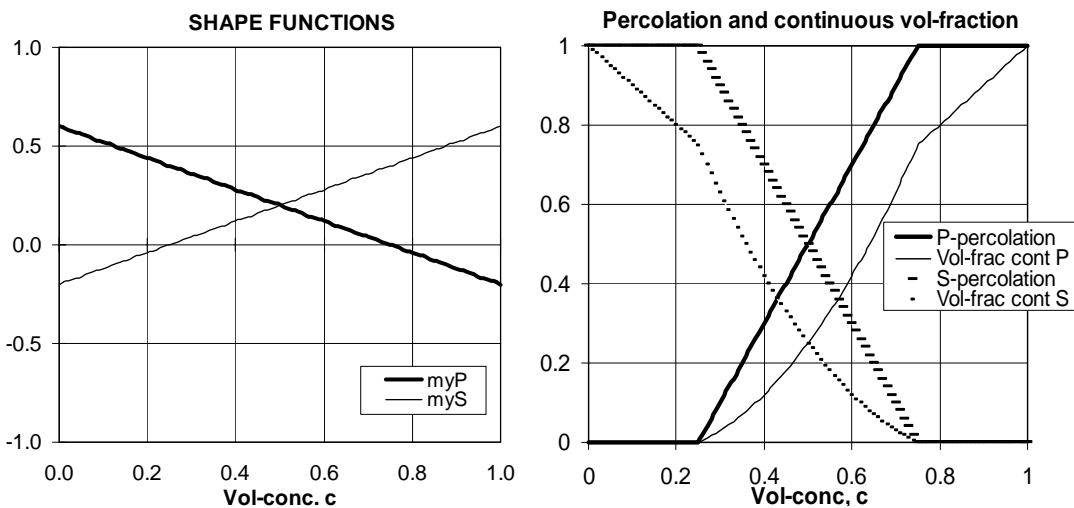 SHAPE FUNCTIONS
1.0
0.5
0.0
-0.5
-1.0
myP
myS
0.0 0.2 0.4 0.6 0.8 1.0
Vol-conc. c
Percolation and continuous vol-fraction
1
0.8
0.6
0.4
0.2
0
P-percolation
Vol-frac cont P
S-percolation
Vol-frac cont S
0 0.2 0.4 0.6 0.8 1
Vol-conc, c